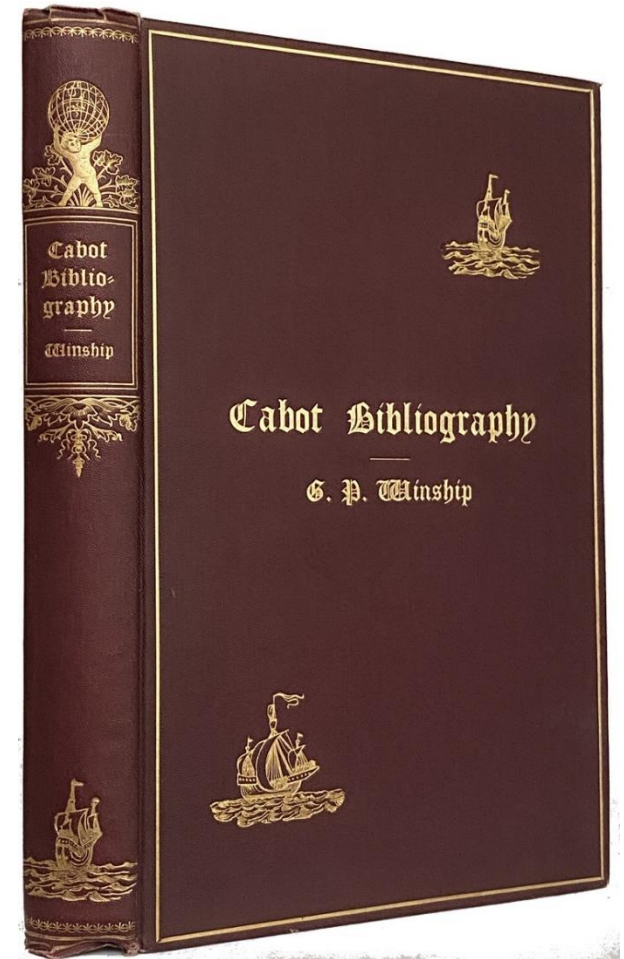 Cabot
Biblio-
graphy
Winship
Cabot Bibliography
G. P. Winship